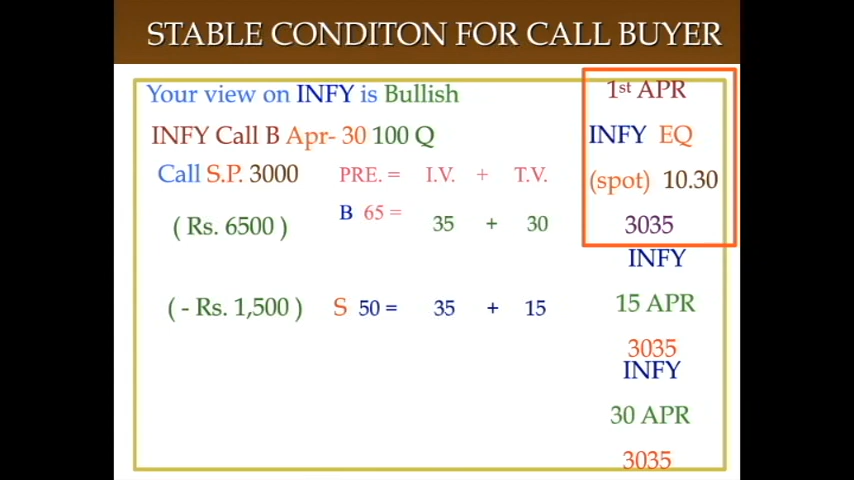 STABLE CONDITON FOR CALL BUYER
Your view on INFY is Bullish
INFY Call B Apr- 30 100 Q
Call S.P. 3000 PRE. = I.V. + T.V.
( Rs. 6500 ) B 65 = 35 + 30
( - Rs. 1,500 ) S 50 = 35 + 15
1st APR
INFY EQ
(spot) 10.30
3035
INFY
15 APR
3035
INFY
30 APR
3035